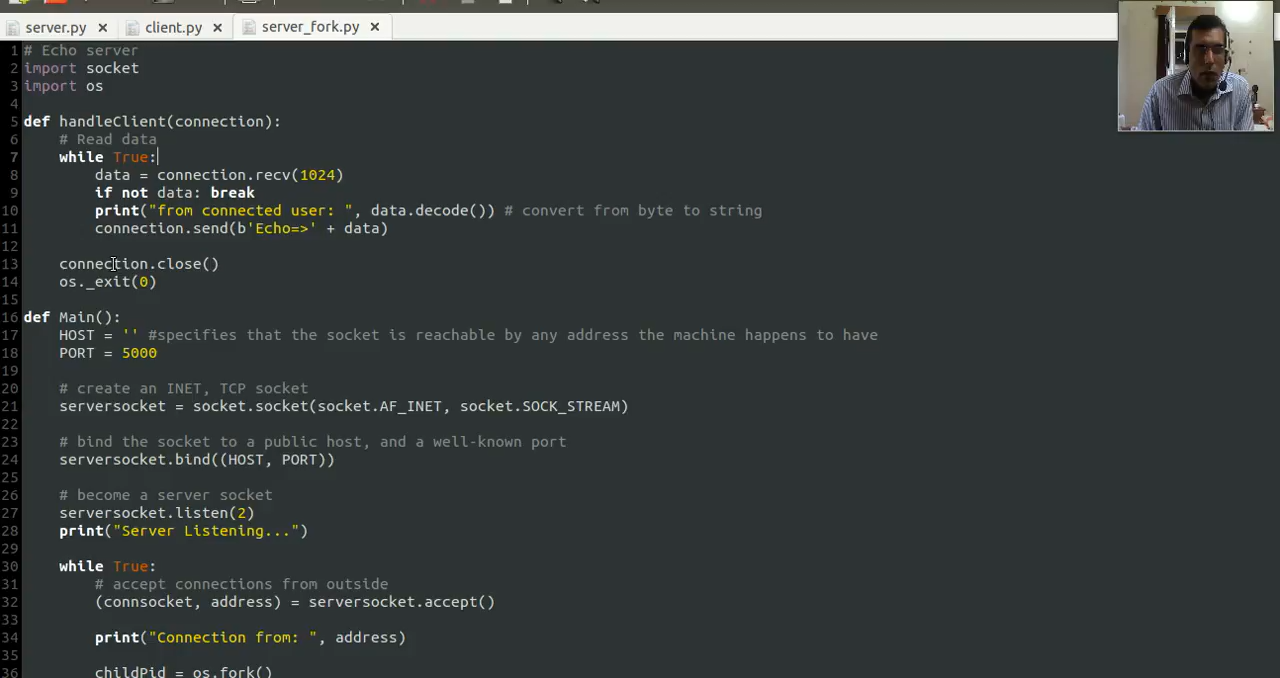 server.py client.py server_fork.py
1 # Echo server
2 import socket
3 import os
4
5 def handleClient(connection):
6     # Read data
7     while True:
8         data = connection.recv(1024)
9         if not data: break
10         print("from connected user: ", data.decode()) # convert from byte to string
11         connection.send(b'Echo=>' + data)
12
13     connection.close()
14     os._exit(0)
15
16 def Main():
17     HOST = '' #specifies that the socket is reachable by any address the machine happens to have
18     PORT = 5000
19
20     # create an INET, TCP socket
21     serversocket = socket.socket(socket.AF_INET, socket.SOCK_STREAM)
22
23     # bind the socket to a public host, and a well-known port
24     serversocket.bind((HOST, PORT))
25
26     # become a server socket
27     serversocket.listen(2)
28     print("Server Listening...")
29
30     while True:
31         # accept connections from outside
32         (connsocket, address) = serversocket.accept()
33
34         print("Connection from: ", address)
35
36         childPid = os.fork()